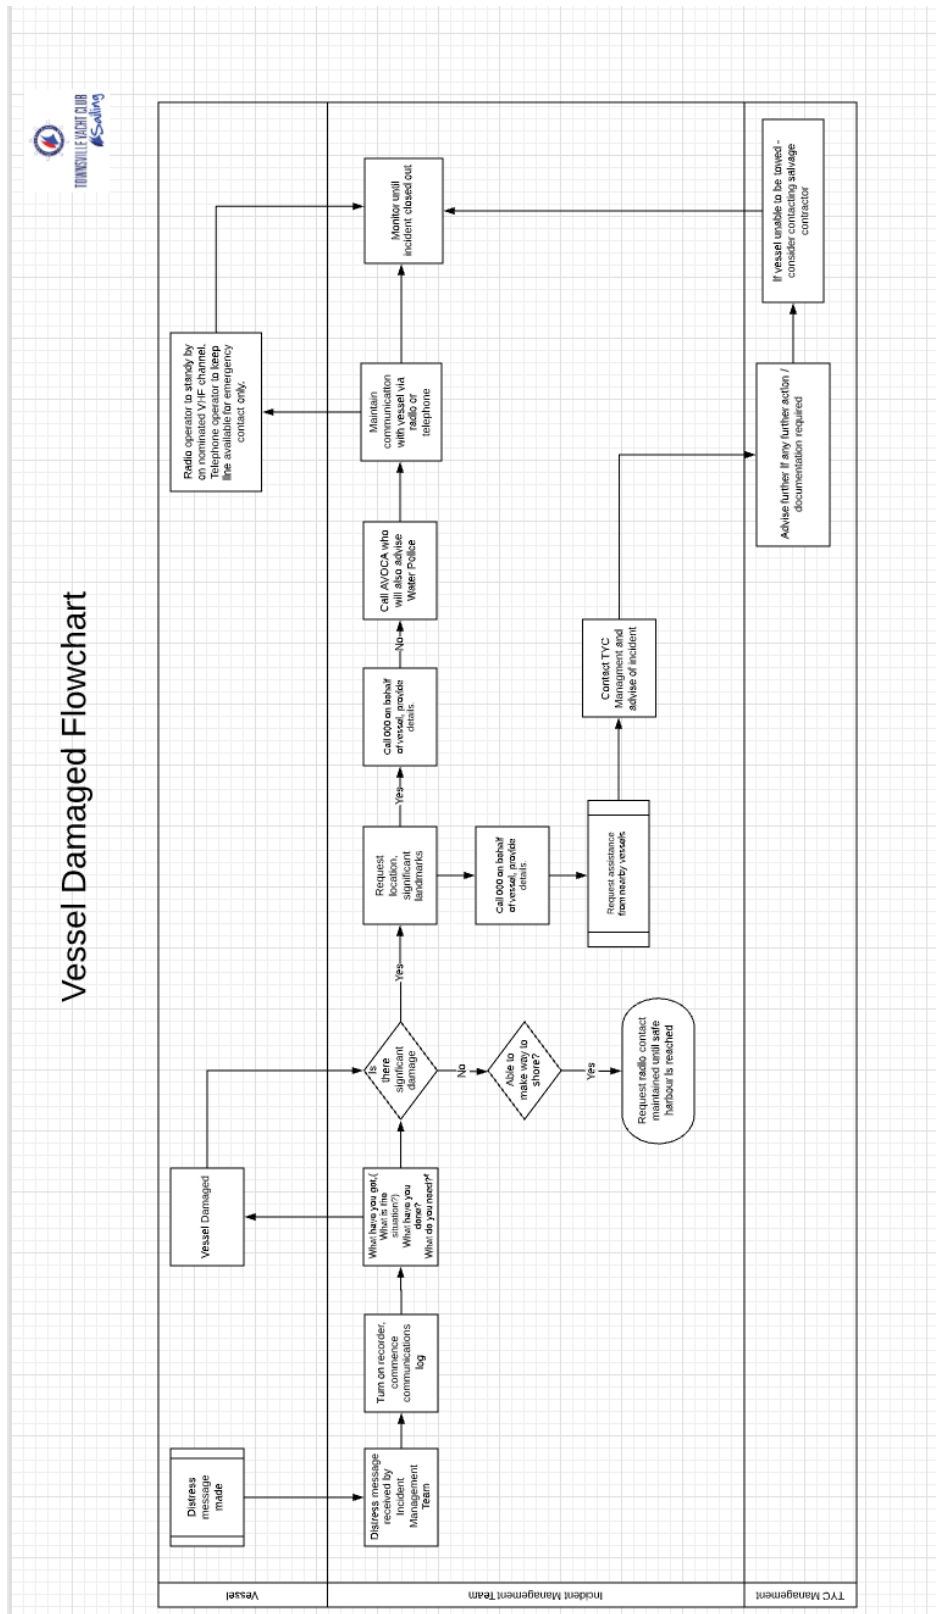 Vessel Damaged Flowchart
TOWNSVILLE YACHT CLUB
Sailing
Vessel
Distress
message
made
Vessel Damaged
Radio operator to standy by
on nominated VHF channel.
Telephone operator to keep
line available for emergency
contact only.
Incident Management Team
Distress message
received by
Incident
Management
Team
Turn on recorder,
commence
communications
log
What have you got,(
What is the
situation?)
What have you
done?
What do you need?*
Is
there
signficant
damage
Yes
No
Able to
make way to
shore?
Yes
Request radio contact
maintained until safe
harbour is reached
Request
location,
significant
landmarks
Yes
Call 000 on behalf
of vessel, provide
details.
Call 000 on behalf
of vessel, provide
details.
Request assistance
from nearby vessels
No
Call AVOCA who
will also advise
Water Police
Contact TYC
Managment and
advise of incident
Maintain
communication
with vessel via
radio or
telephone
Monitor until
incident closed out
TYC Management
Advise further if any further action /
documentation required
If vessel unable to be towed -
consider contacting salvage
contractor